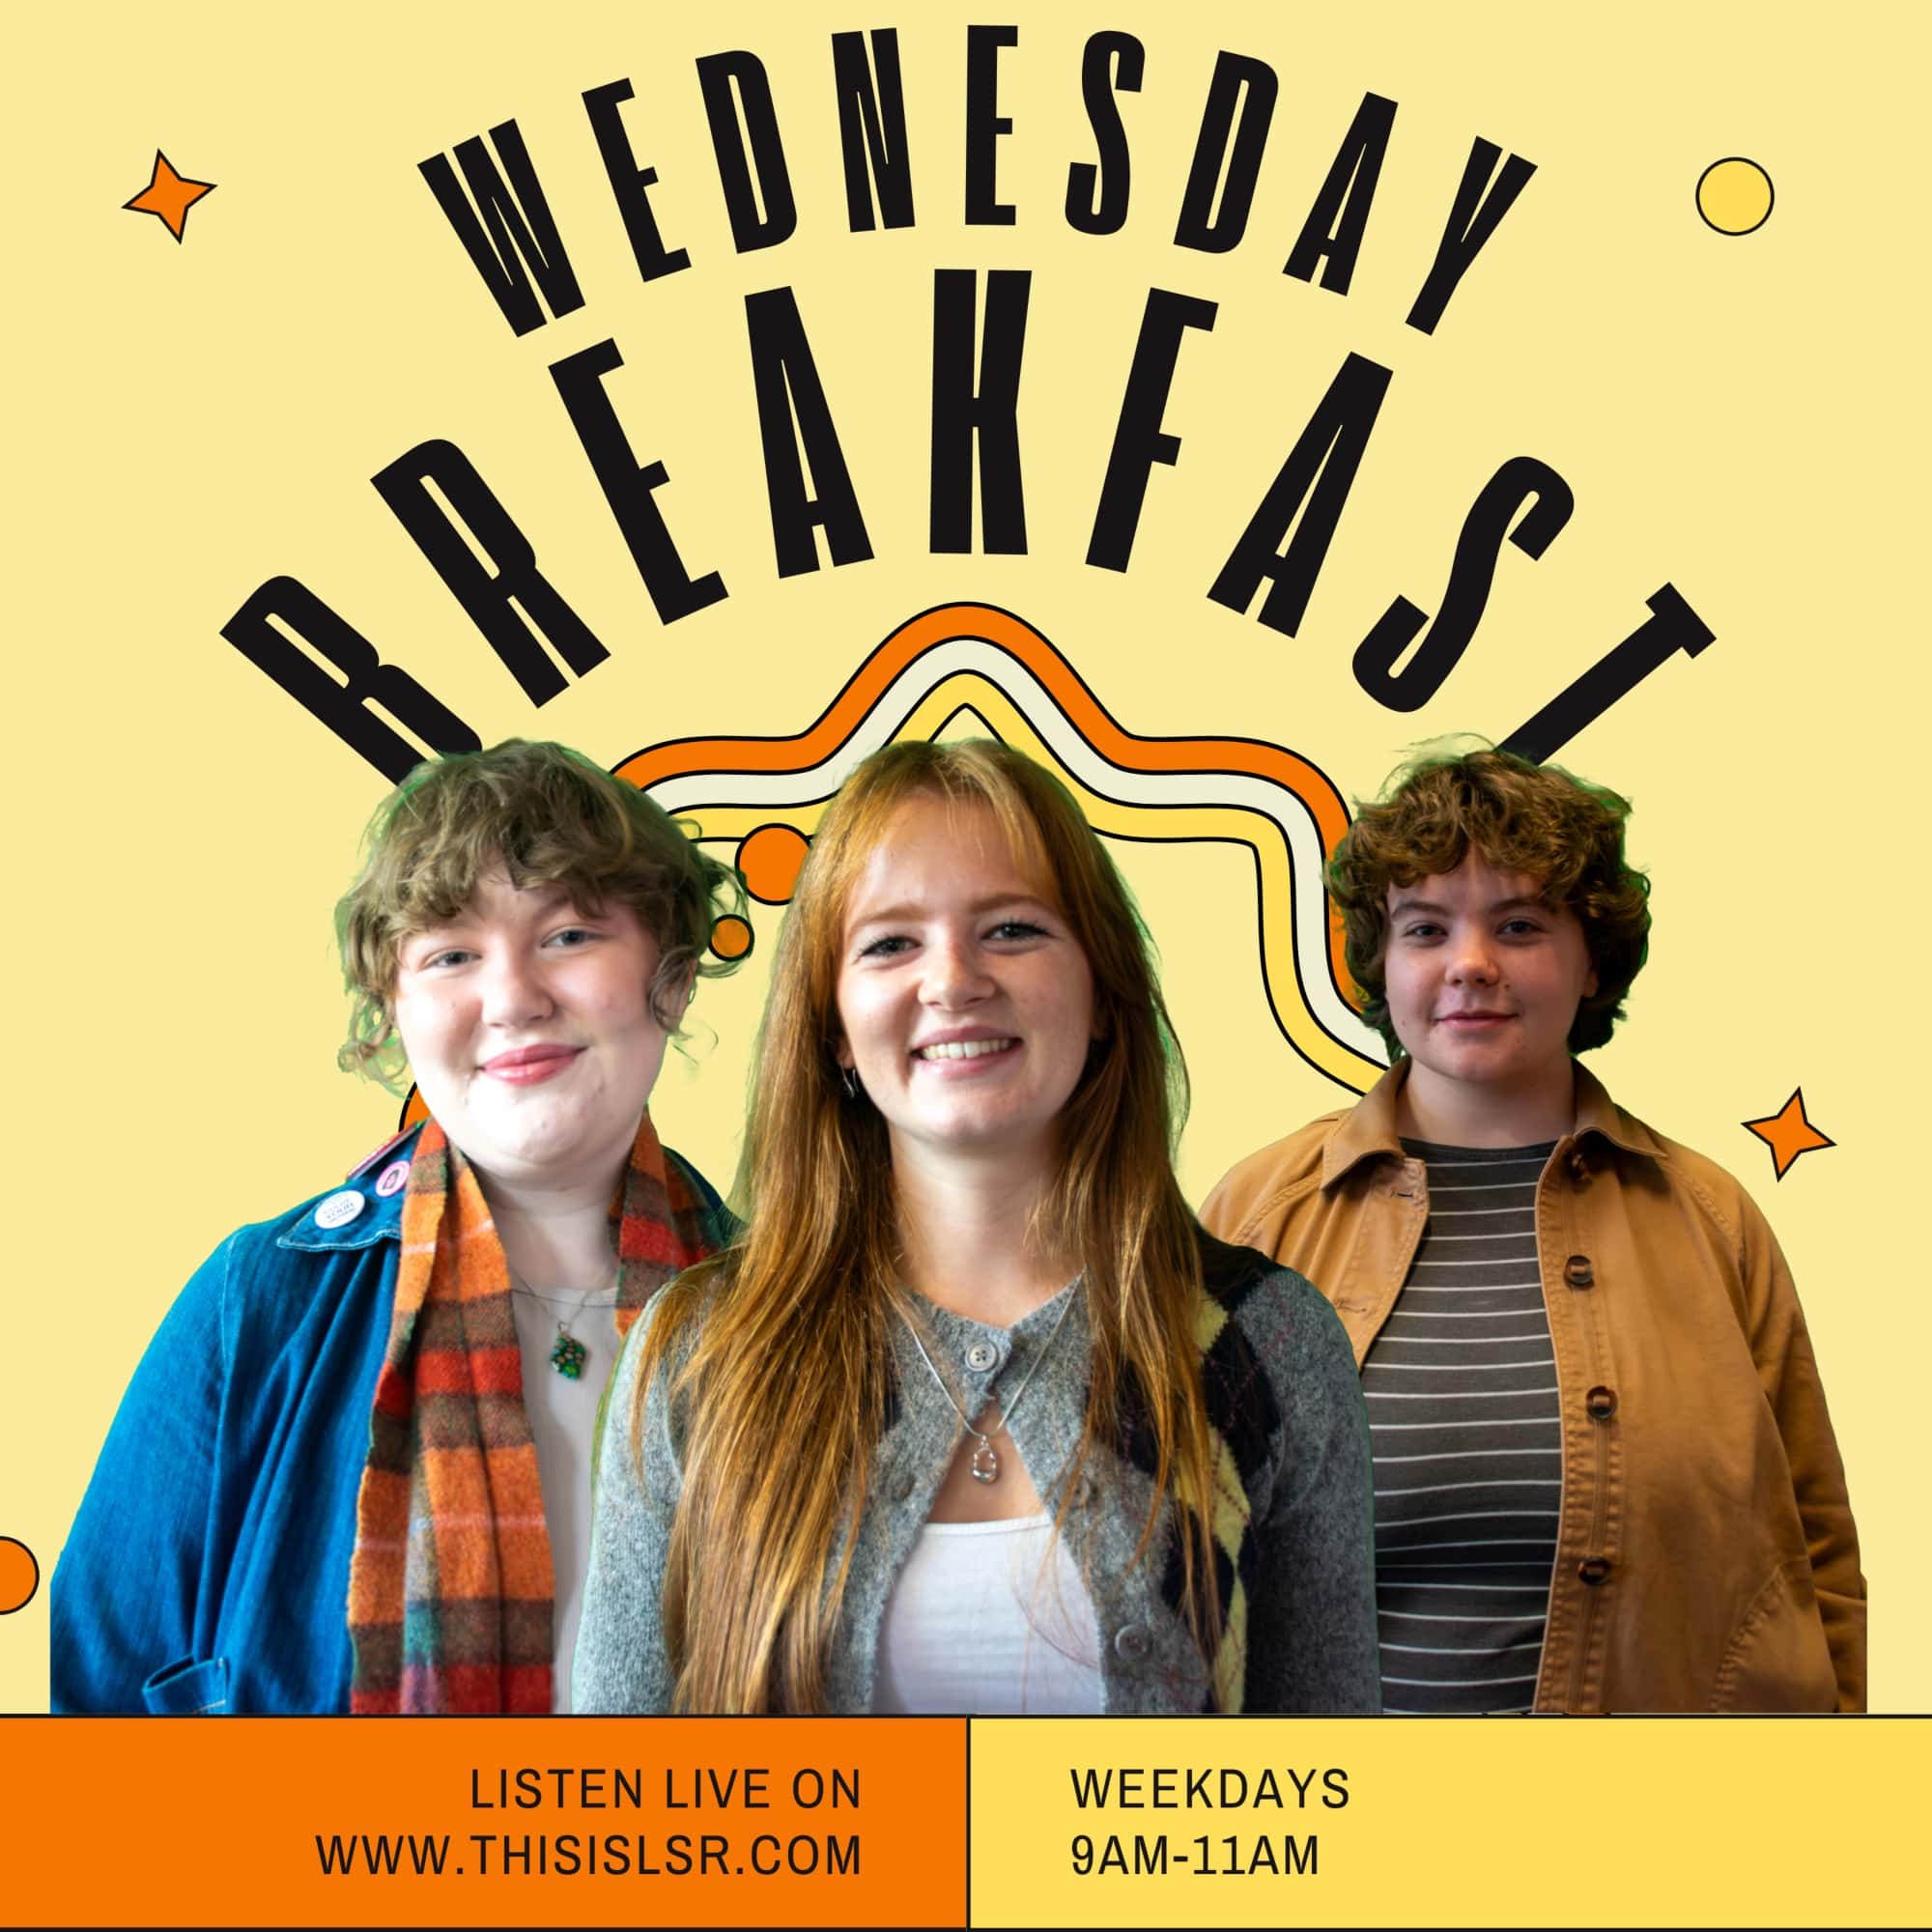 WEDNESDAY
BREAKFAST
LISTEN LIVE ON
WWW.THISISLSR.COM
WEEKDAYS
9AM-11AM